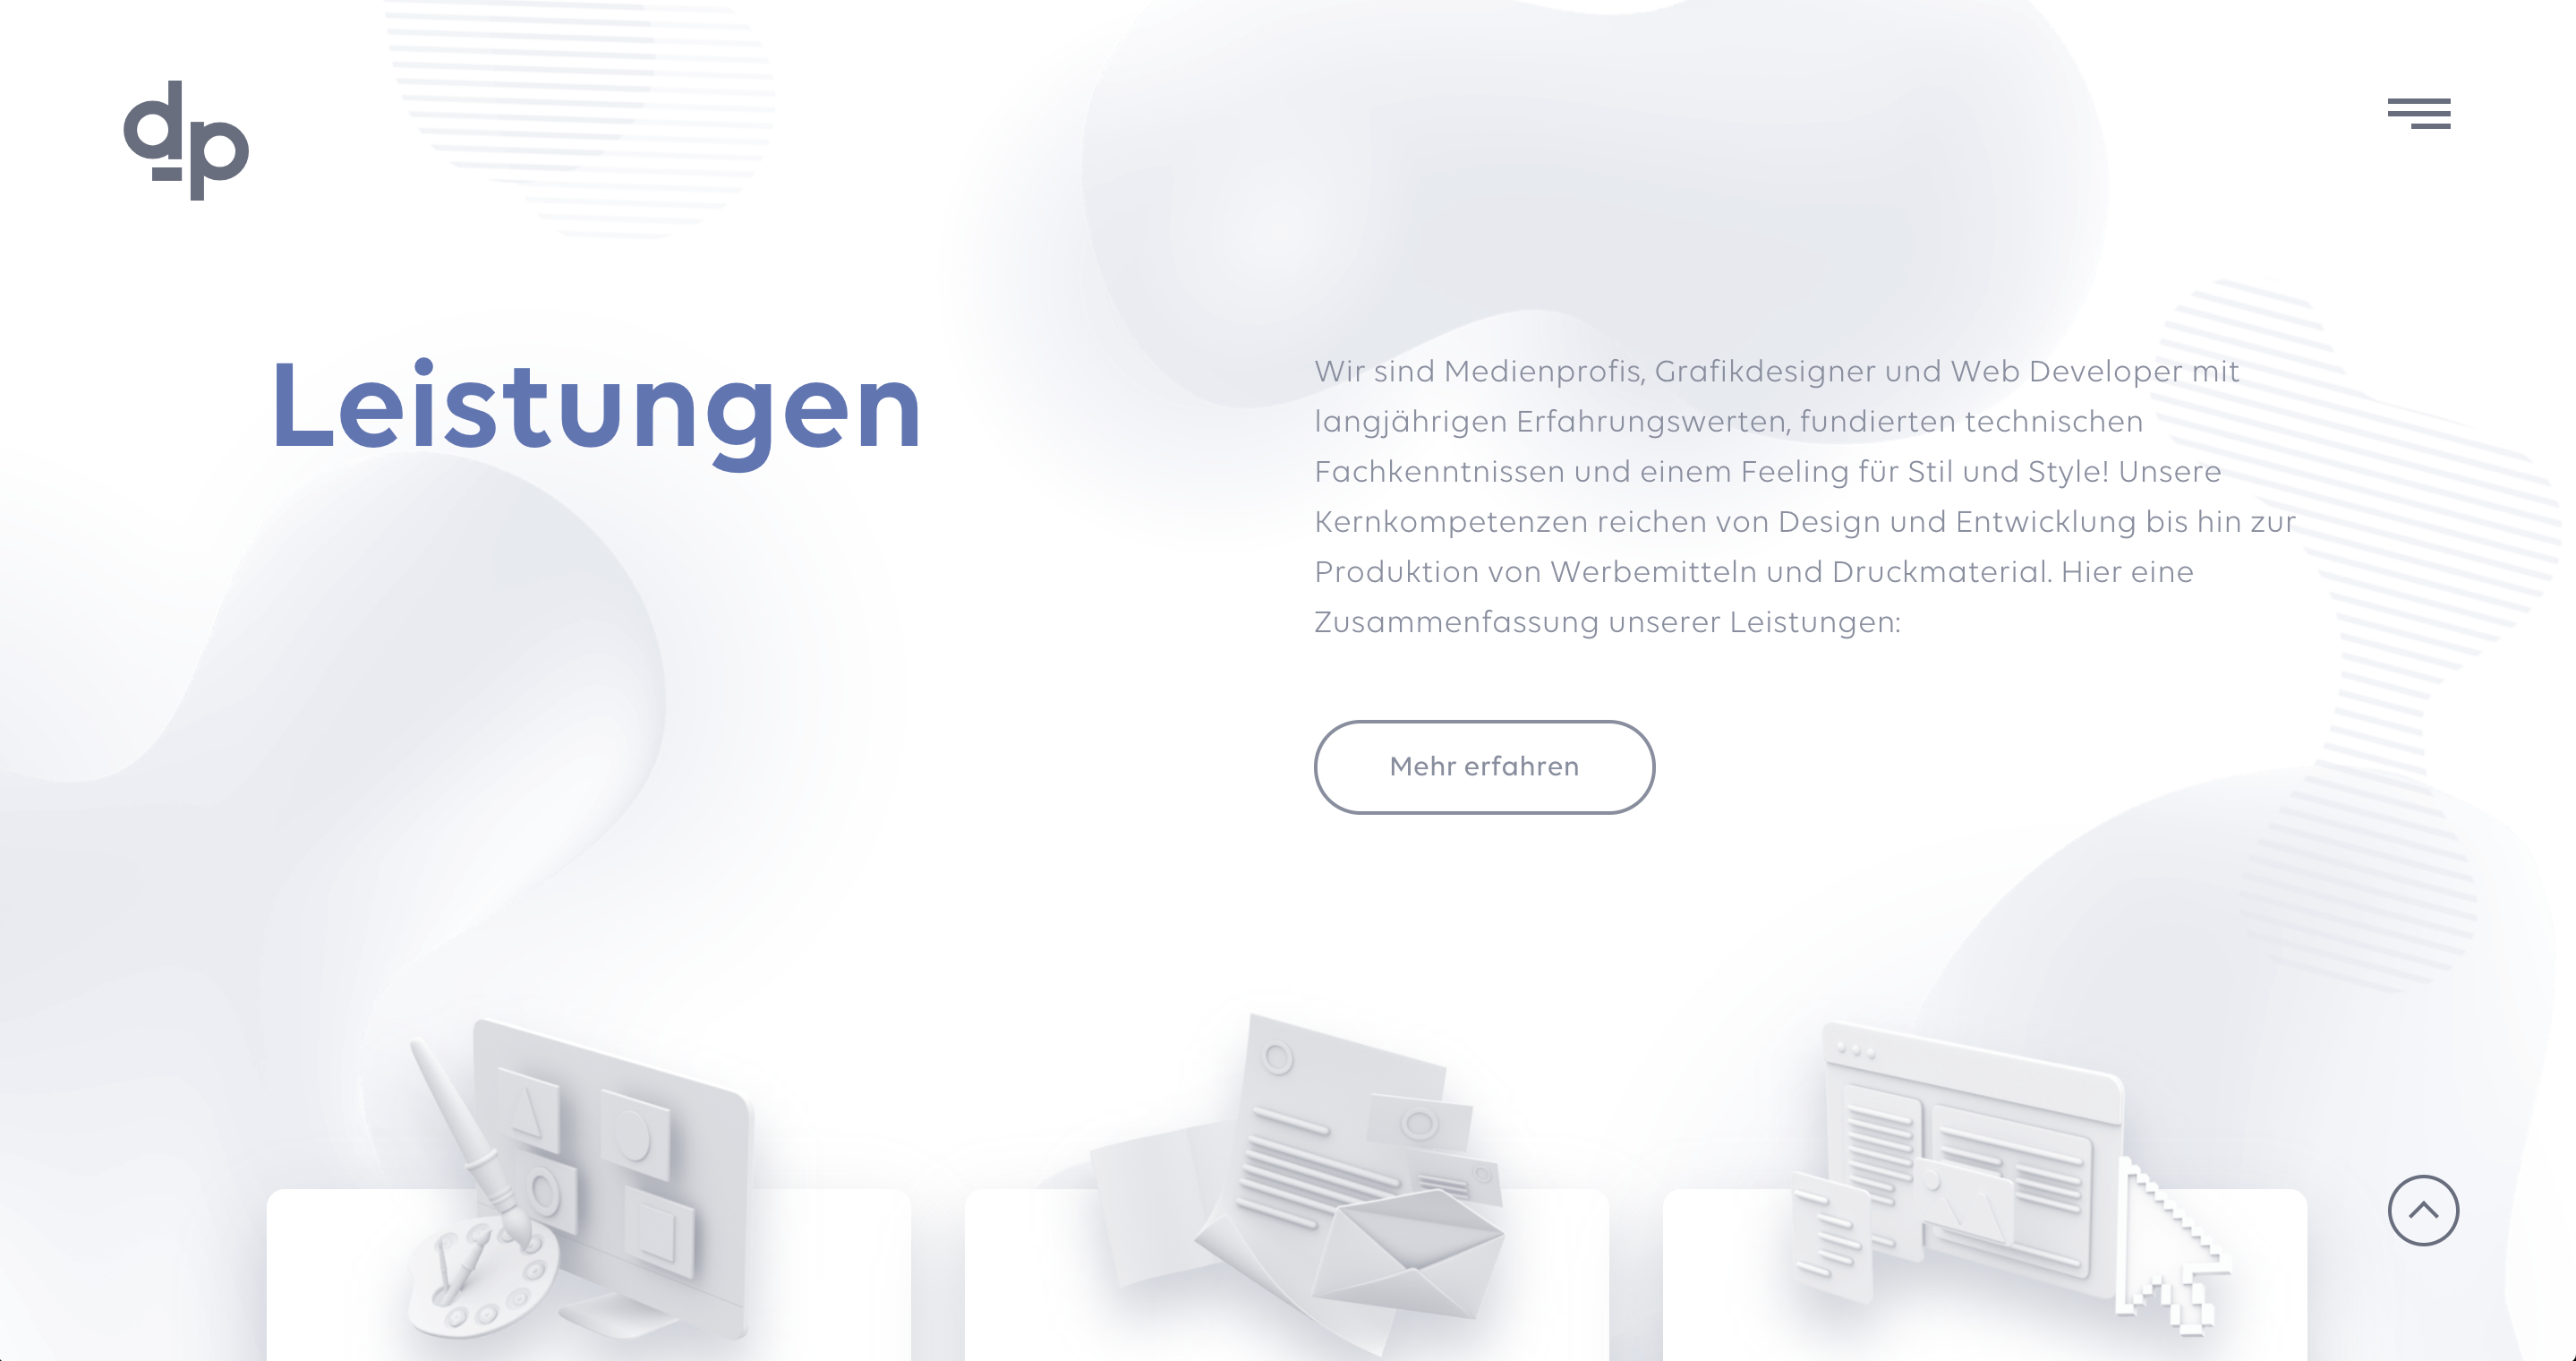 dp
Leistungen
Wir sind Medienprofis, Grafikdesigner und Web Developer mit
langjährigen Erfahrungswerten, fundierten technischen
Fachkenntnissen und einem Feeling für Stil und Style! Unsere
Kernkompetenzen reichen von Design und Entwicklung bis hin zur
Produktion von Werbemitteln und Druckmaterial. Hier eine
Zusammenfassung unserer Leistungen:
Mehr erfahren